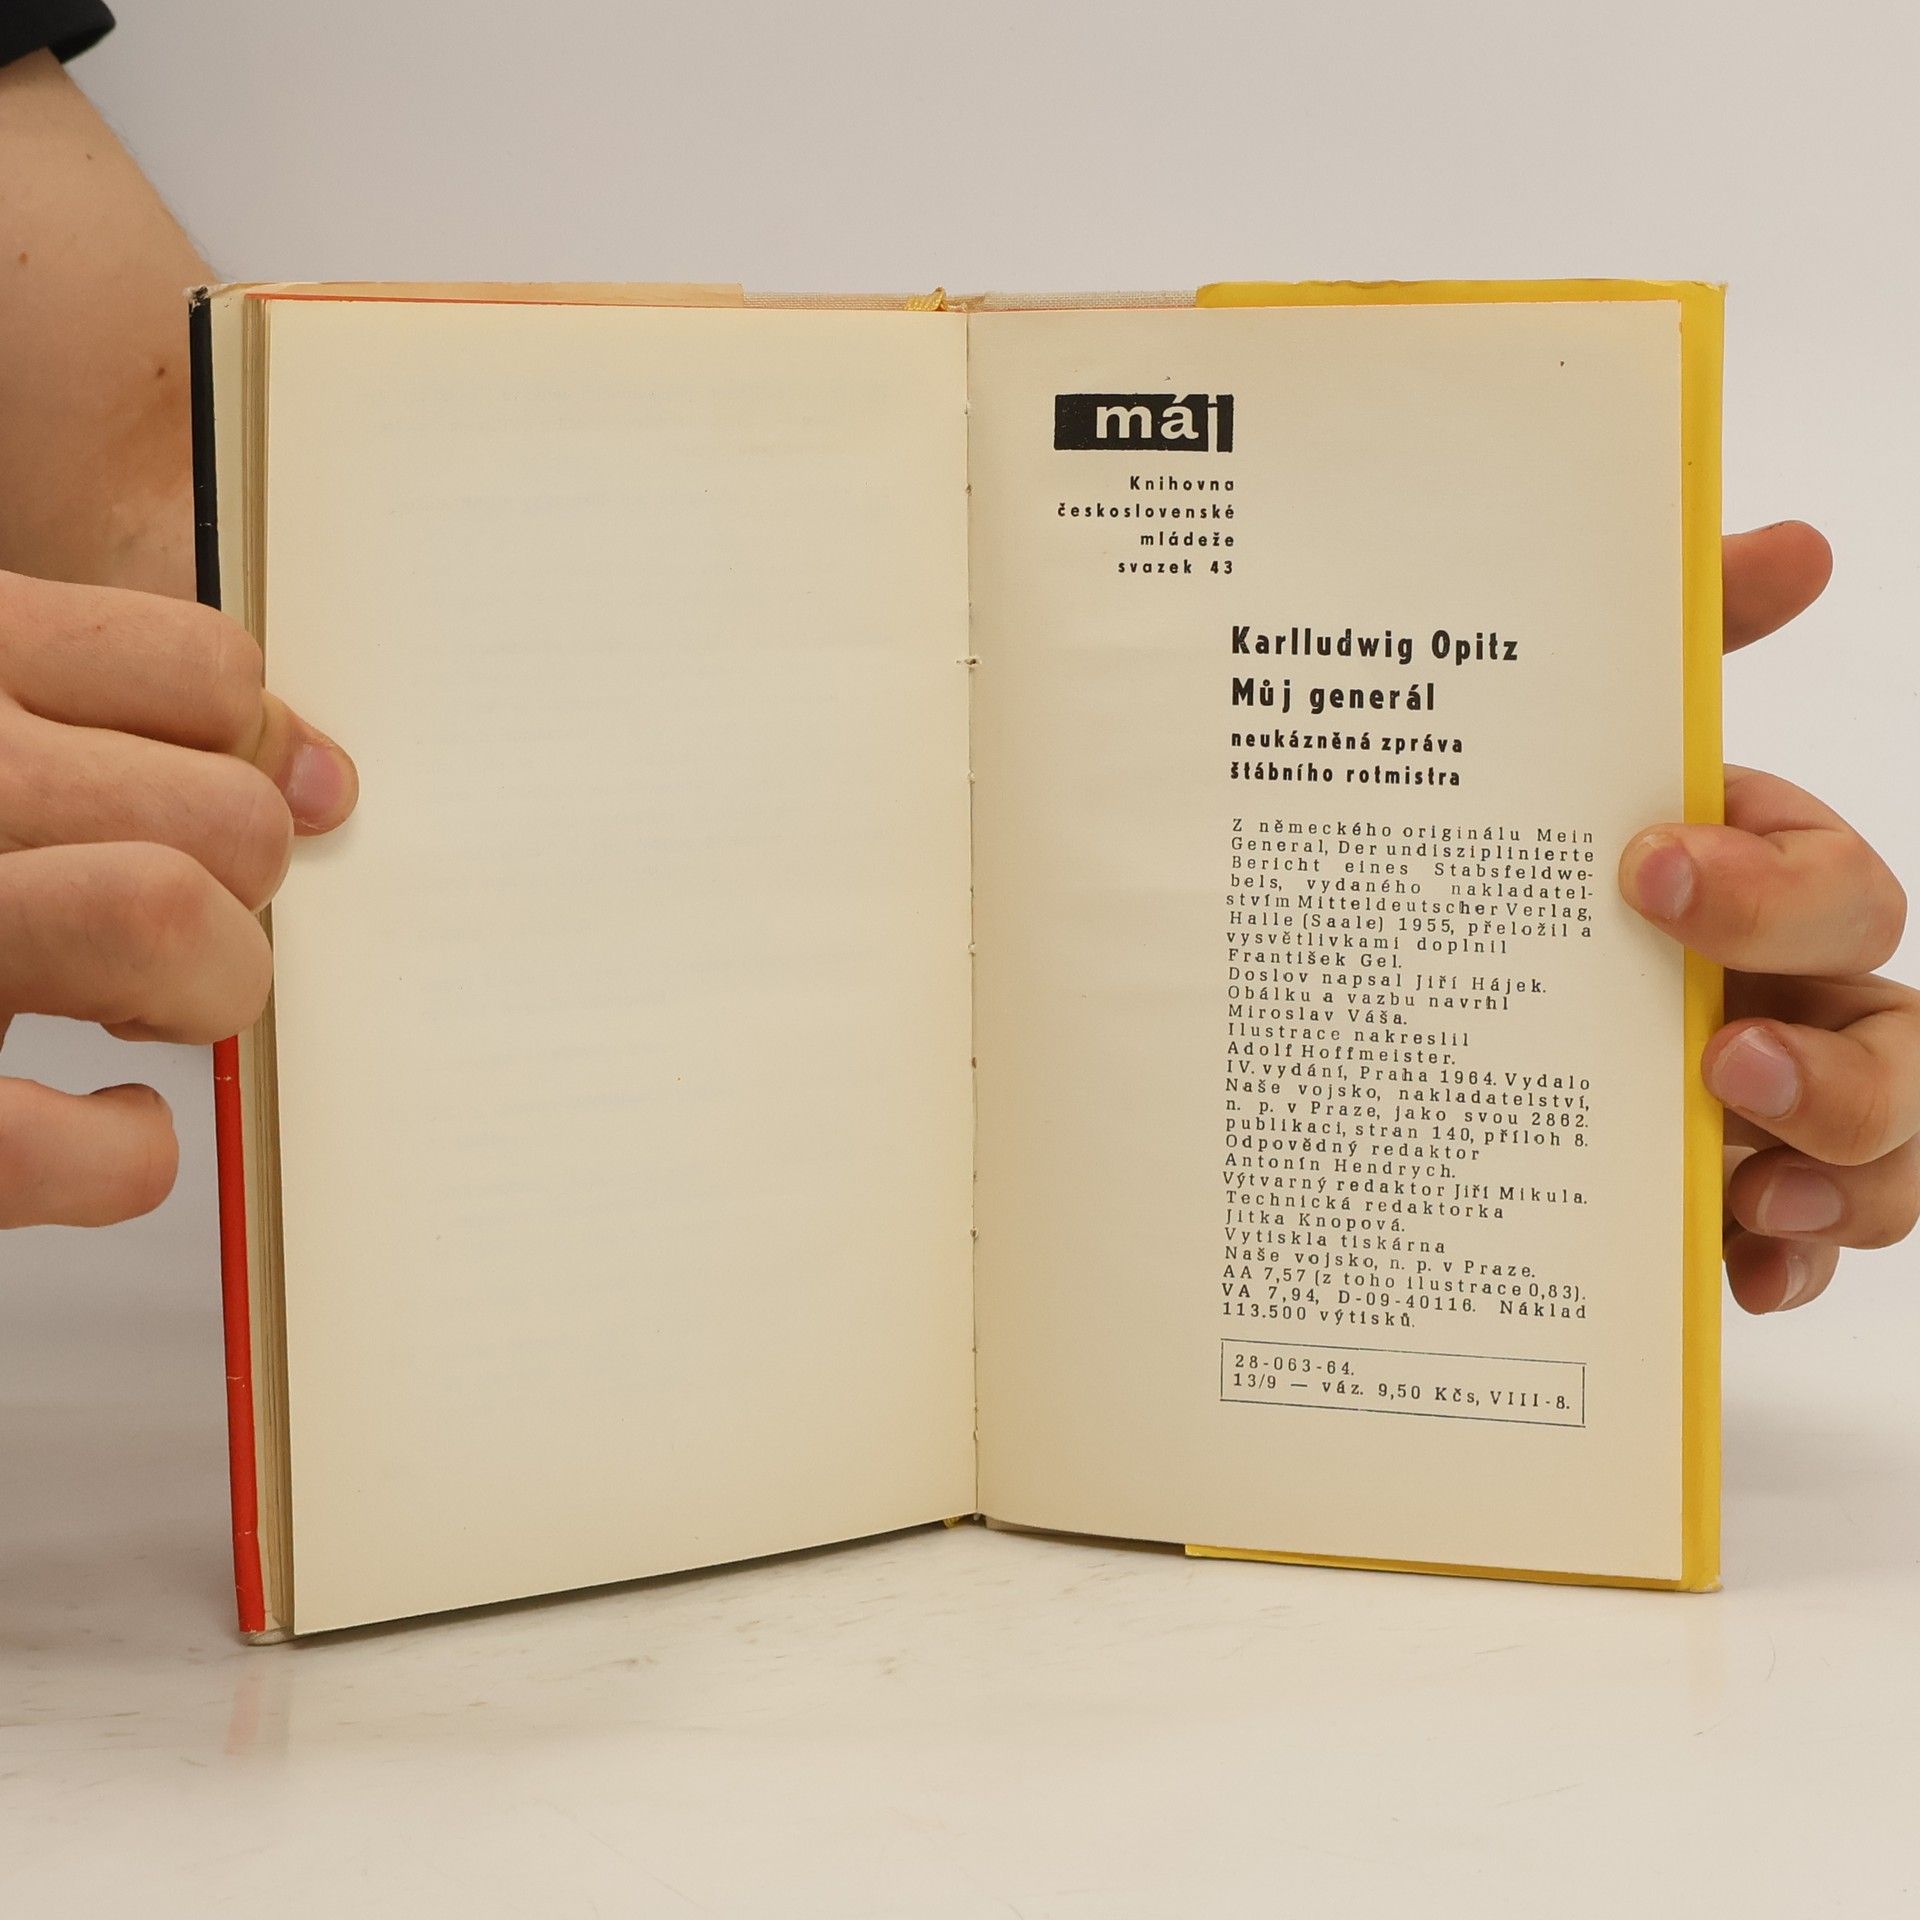 máj
Knihovna
československé
mládeže
svazek 43
Karlludwig Opitz
Můj generál
neukázněná zpráva
štábního rotmistra
Z německého originálu Mein
General, Der undisziplinierte
Bericht eines Stabsfeldwe-
bels, vydaného nakladatel-
stvím Mitteldeutscher Verlag,
Halle (Saale) 1955, přeložil a
vysvětlivkami doplnil
František Gel.
Doslov napsal Jiří Hájek.
Obálku a vazbu navrhl
Miroslav Váša.
Ilustrace nakreslil
Adolf Hoffmeister.
IV. vydání, Praha 1964. Vydalo
Naše vojsko, nakladatelství,
n. p. v Praze, jako svou 2862.
publikaci, stran 140, příloh 8.
Odpovědný redaktor
Antonín Hendrych.
Výtvarný redaktor Jiří Mikula.
Technická redaktorka
Jitka Knopová.
Vytiskla tiskárna
Naše vojsko, n. p. v Praze.
AA 7,57 (z toho ilustrace 0,83).
VA 7,94, D-09-40116. Náklad
113.500 výtisků.
28-063-64.
13/9 — váz. 9,50 Kčs, VIII-8.